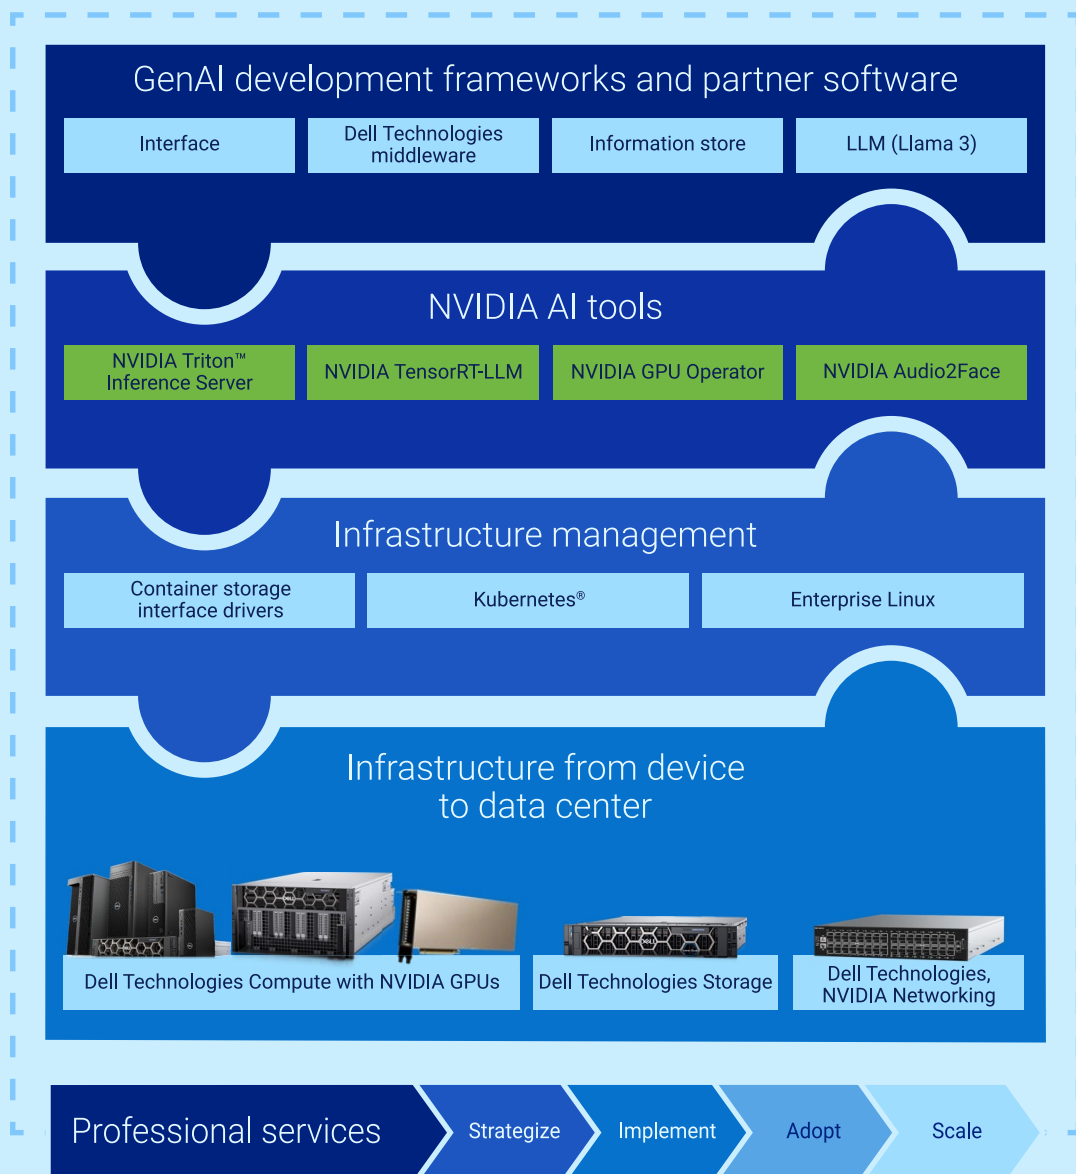 GenAI development frameworks and partner software
Interface
Dell Technologies
middleware
Information store
LLM (Llama 3)
NVIDIA AI tools
NVIDIA Triton™
Inference Server
NVIDIA TensorRT-LLM
NVIDIA GPU Operator
NVIDIA Audio2Face
Infrastructure management
Container storage
interface drivers
Kubernetes®
Enterprise Linux
Infrastructure from device
to data center
Dell Technologies Compute with NVIDIA GPUs
Dell Technologies Storage
Dell Technologies,
NVIDIA Networking
Professional services
Strategize
Implement
Adopt
Scale